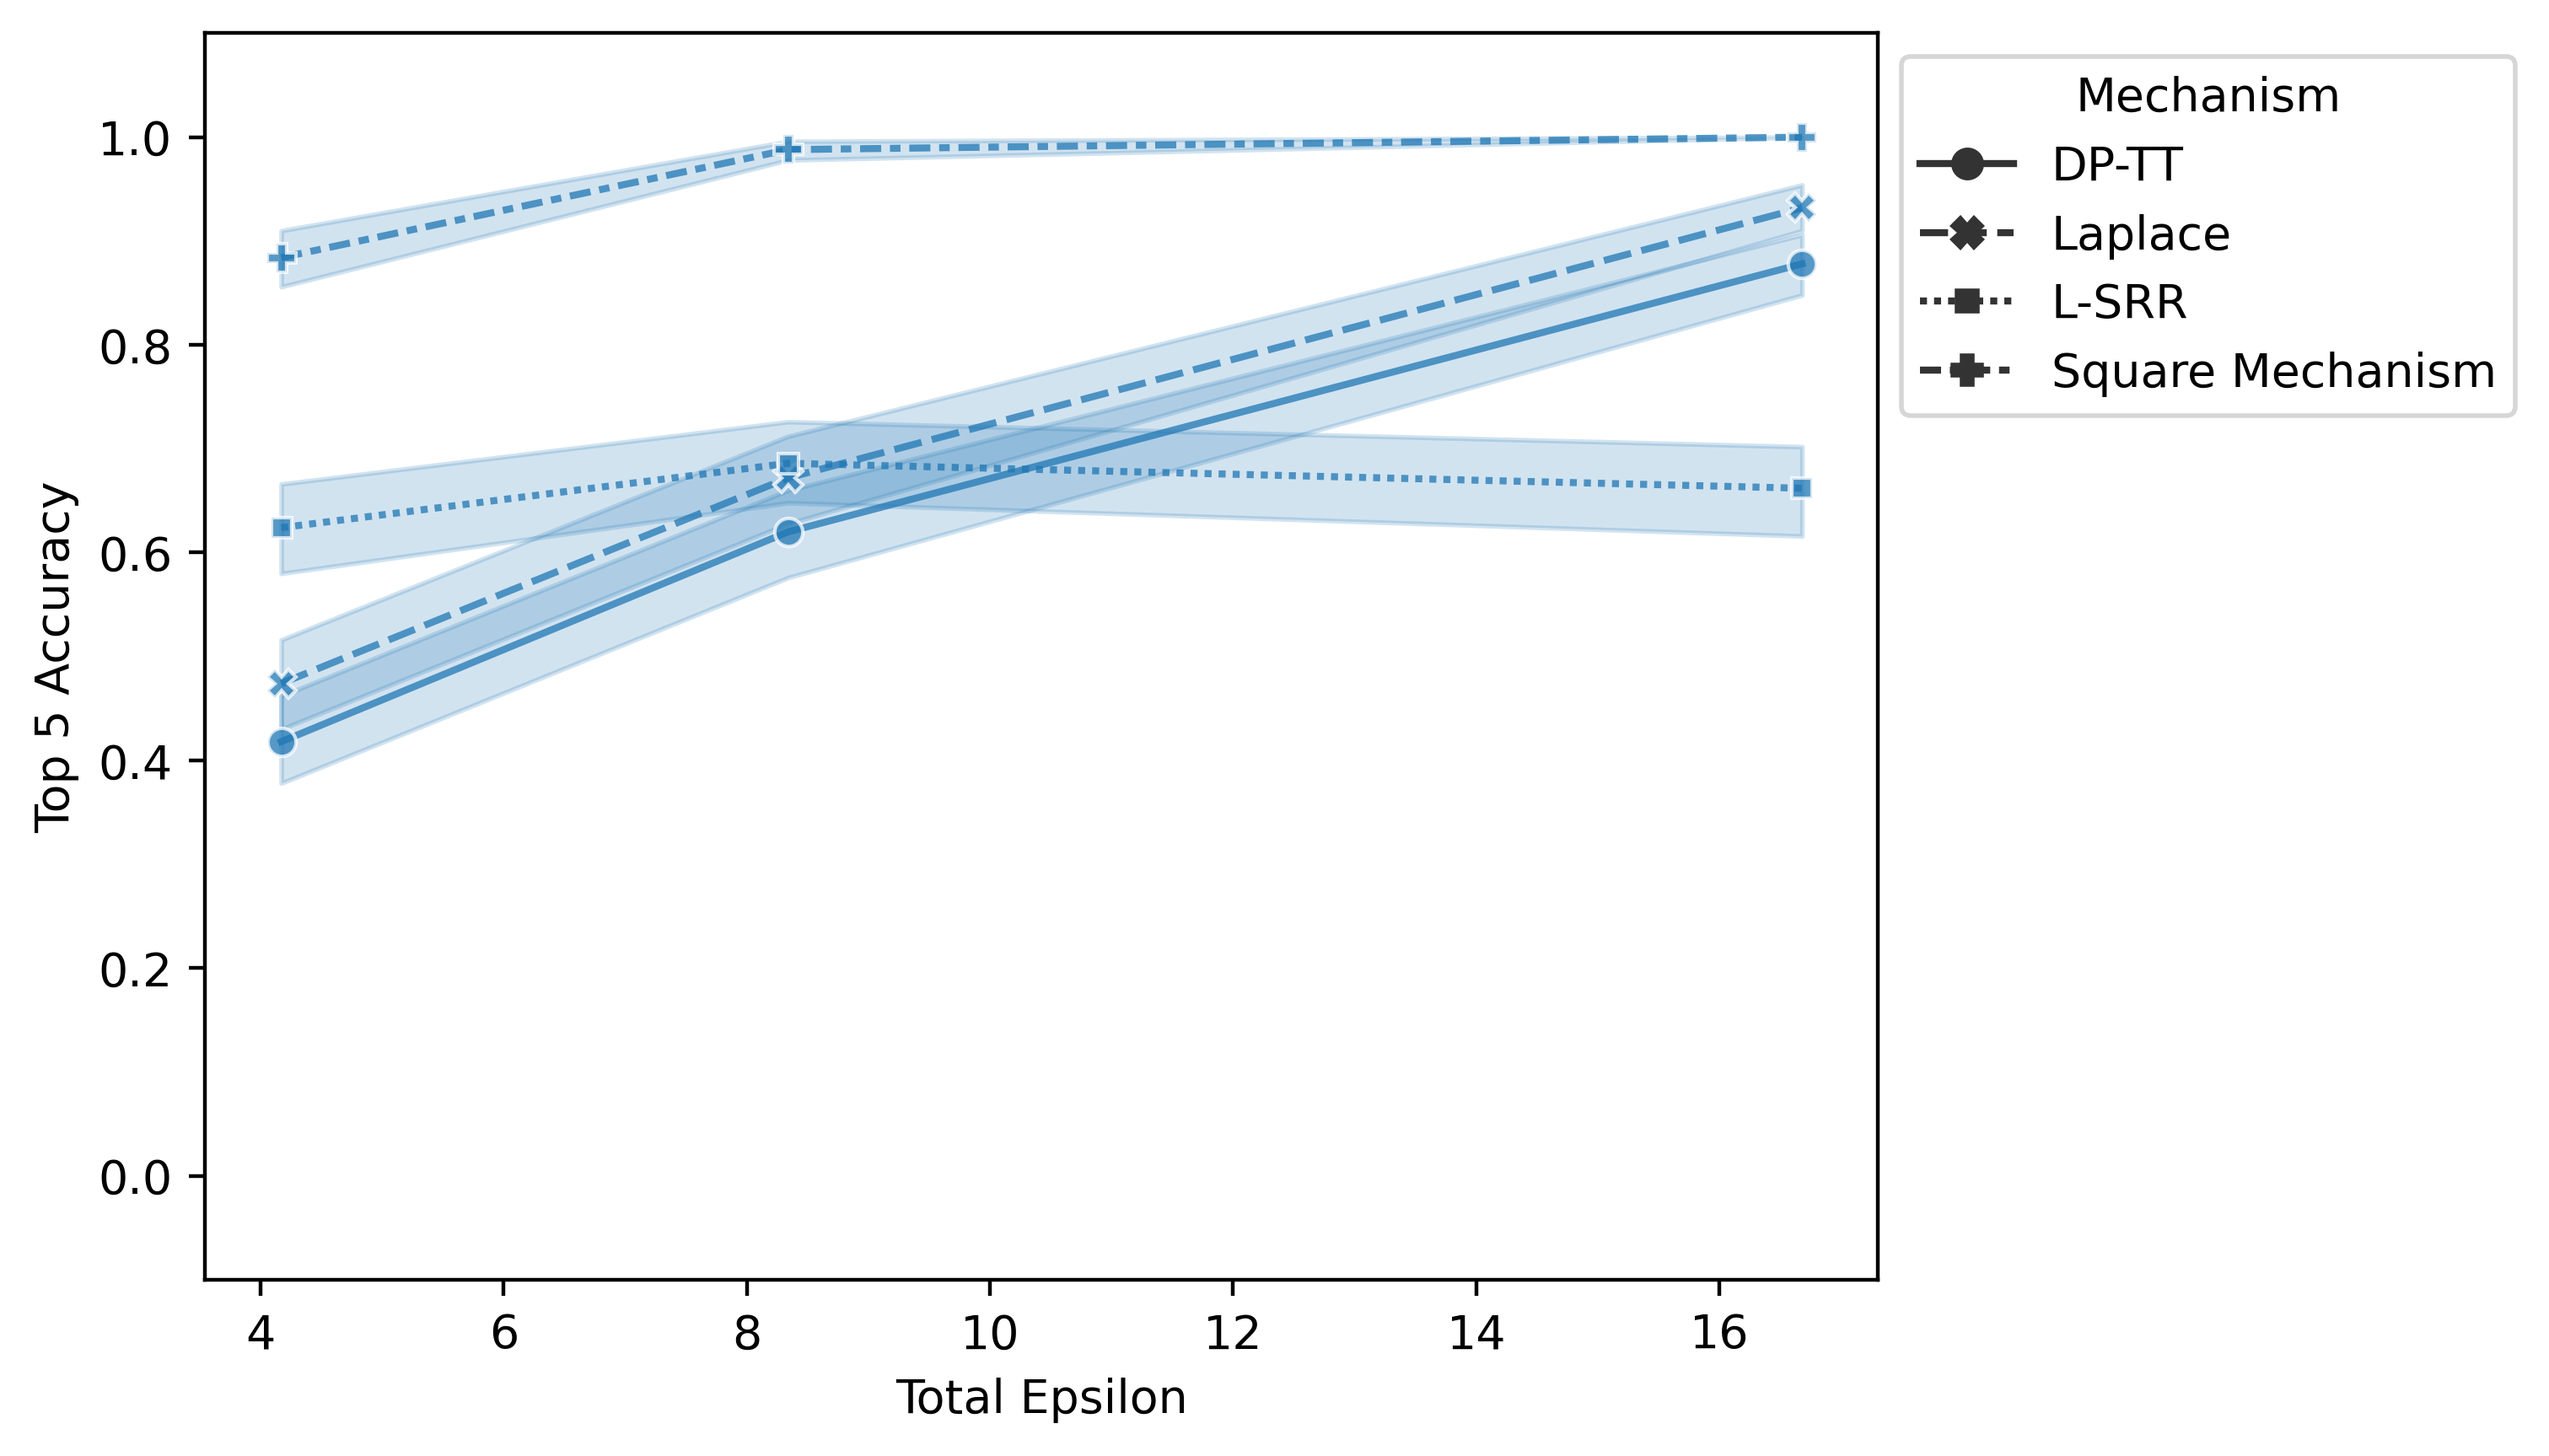 Mechanism
DP-TT
Laplace
L-SRR
Square Mechanism
Top 5 Accuracy
1.0
0.8
0.6
0.4
0.2
0.0
4 6 8 10 12 14 16
Total Epsilon